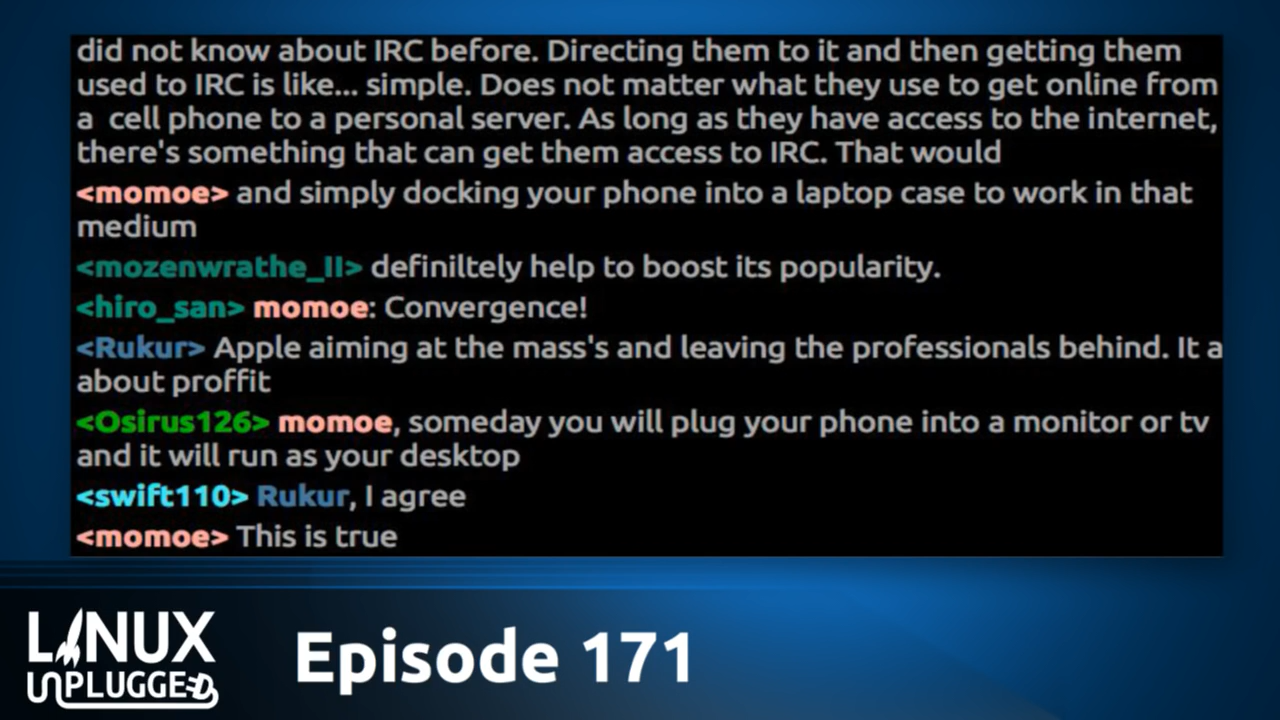 did not know about IRC before. Directing them to it and then getting them
used to IRC is like... simple. Does not matter what they use to get online from
a  cell phone to a personal server. As long as they have access to the internet,
there's something that can get them access to IRC. That would
<momoe> and simply docking your phone into a laptop case to work in that
medium
<mozenwrathe_II> definiltely help to boost its popularity.
<hiro_san> momoe: Convergence!
<Rukur> Apple aiming at the mass's and leaving the professionals behind. It a
about proffit
<Osirus126> momoe, someday you will plug your phone into a monitor or tv
and it will run as your desktop
<swift110> Rukur, I agree
<momoe> This is true
LINUX
UNPLUGGED
Episode 171